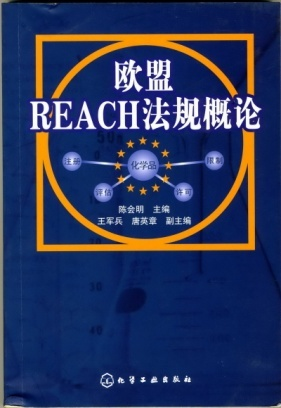 欧盟
REACH法规概论
注册
化学品
限制
评估
许可
陈会明 主编
王军兵 唐英章 副主编
化学工业出版社